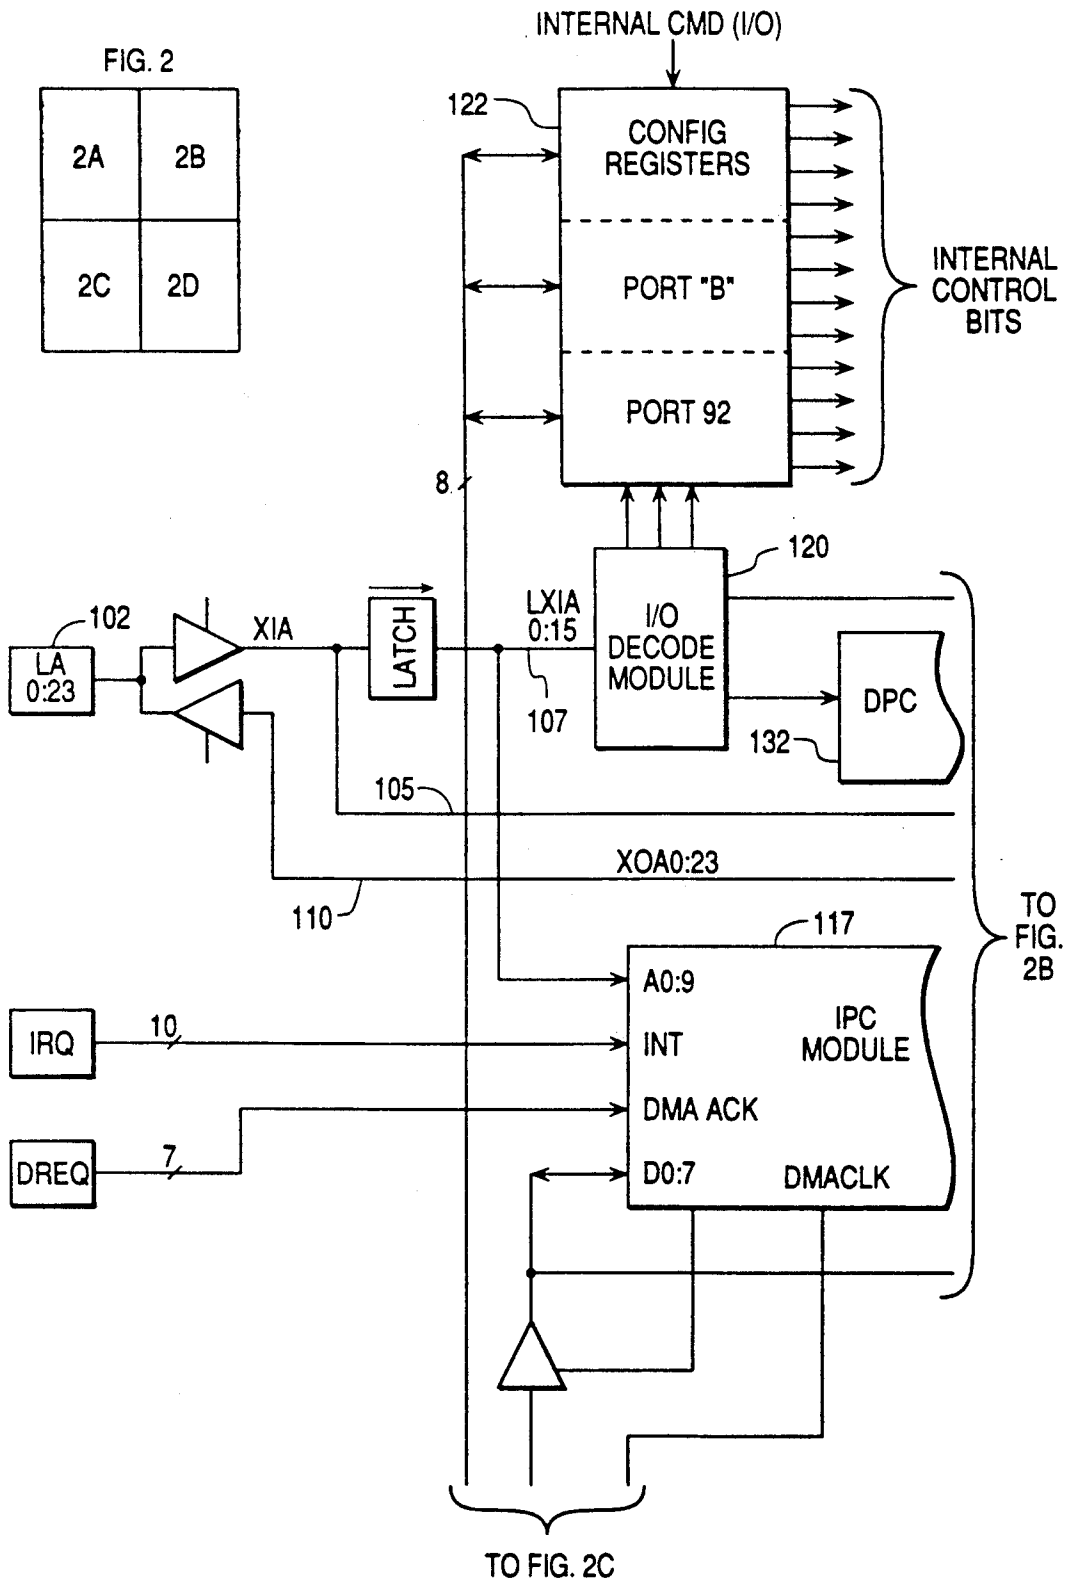 INTERNAL CMD (I/O)
FIG. 2
2A
2B
2C
2D
122
CONFIG
REGISTERS
PORT "B"
PORT 92
INTERNAL
CONTROL
BITS
8
120
102
LA
0:23
XIA
LATCH
LXIA
0:15
107
I/O
DECODE
MODULE
DPC
132
105
XOA0:23
110
117
TO
FIG.
2B
A0:9
IPC
MODULE
IRQ
10
INT
DMA ACK
DREQ
7
D0:7
DMACLK
TO FIG. 2C